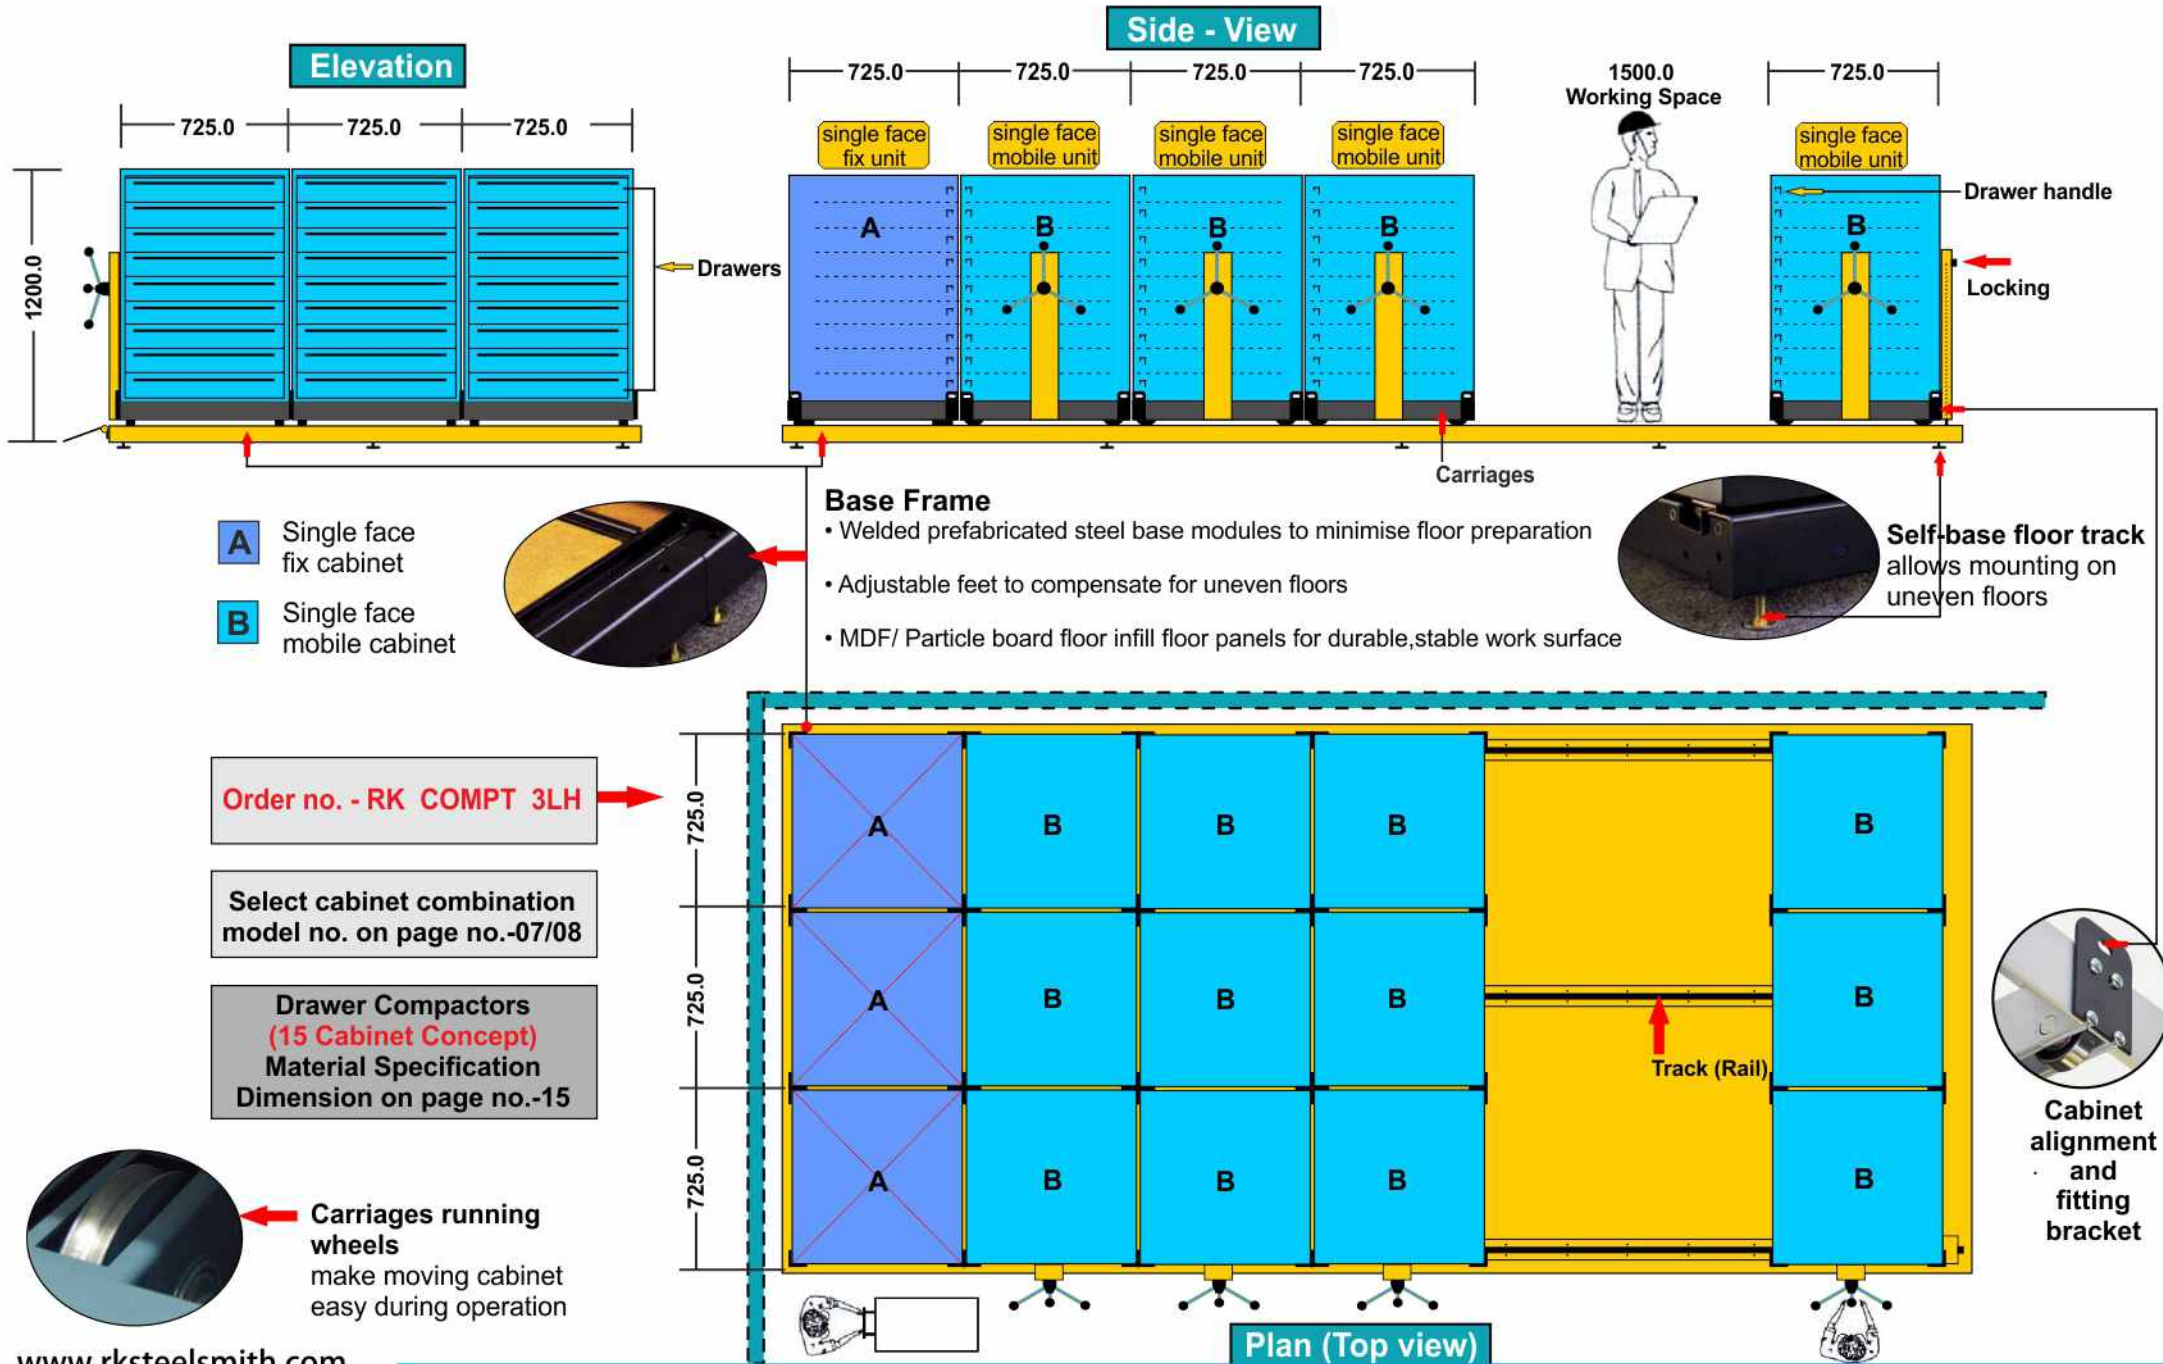 Elevation
725.0
725.0
725.0
1200.0
Drawers
Side - View
725.0
725.0
725.0
725.0
1500.0
Working Space
725.0
single face
fix unit
single face
mobile unit
single face
mobile unit
single face
mobile unit
single face
mobile unit
A
B
B
B
B
Drawer handle
Locking
Carriages
A
Single face
fix cabinet
B
Single face
mobile cabinet
Base Frame
• Welded prefabricated steel base modules to minimise floor preparation
• Adjustable feet to compensate for uneven floors
• MDF/ Particle board floor infill floor panels for durable,stable work surface
Self-base floor track
allows mounting on
uneven floors
Order no. - RK COMPT 3LH
Select cabinet combination
model no. on page no.-07/08
Drawer Compactors
(15 Cabinet Concept)
Material Specification
Dimension on page no.-15
725.0
725.0
725.0
A
B
B
B
B
A
B
B
B
B
A
B
B
B
B
Track (Rail)
Cabinet
alignment
and
fitting
bracket
Carriages running
wheels
make moving cabinet
easy during operation
Plan (Top view)
www.rksteelsmith.com